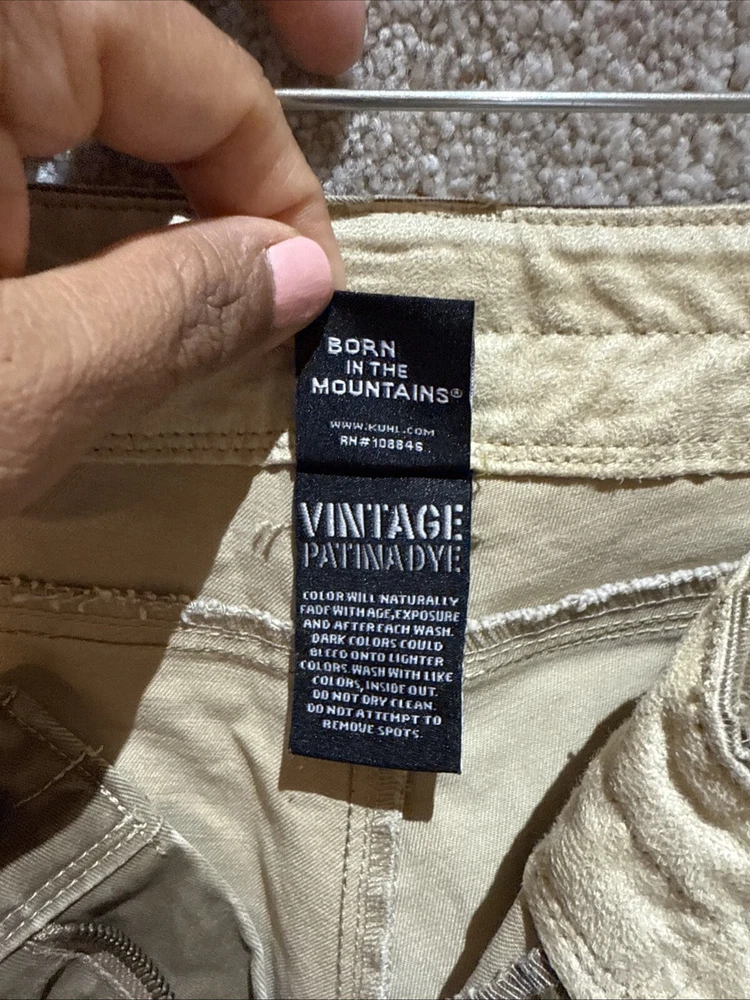 BORN
IN THE
MOUNTAINS®
WWW.KUHL.COM
RN#108846
VINTAGE
PATINA DYE
COLOR WILL NATURALLY
FADE WITH AGE, EXPOSURE
AND AFTER EACH WASH.
DARK COLORS COULD
BLEED ONTO LIGHTER
COLORS. WASH WITH LIKE
COLORS, INSIDE OUT.
DO NOT DRY CLEAN.
DO NOT ATTEMPT TO
REMOVE SPOTS.